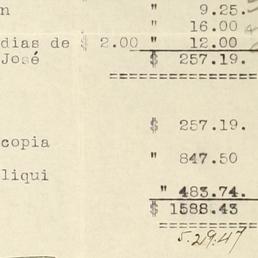 n " 9.25.
" 16.00
dias de $ 2.00 " 12.00
José $ 257.19.
$ 257.19.
copia
" 847.50
liqui
" 483.74.
$ 1588.43
5.29.47